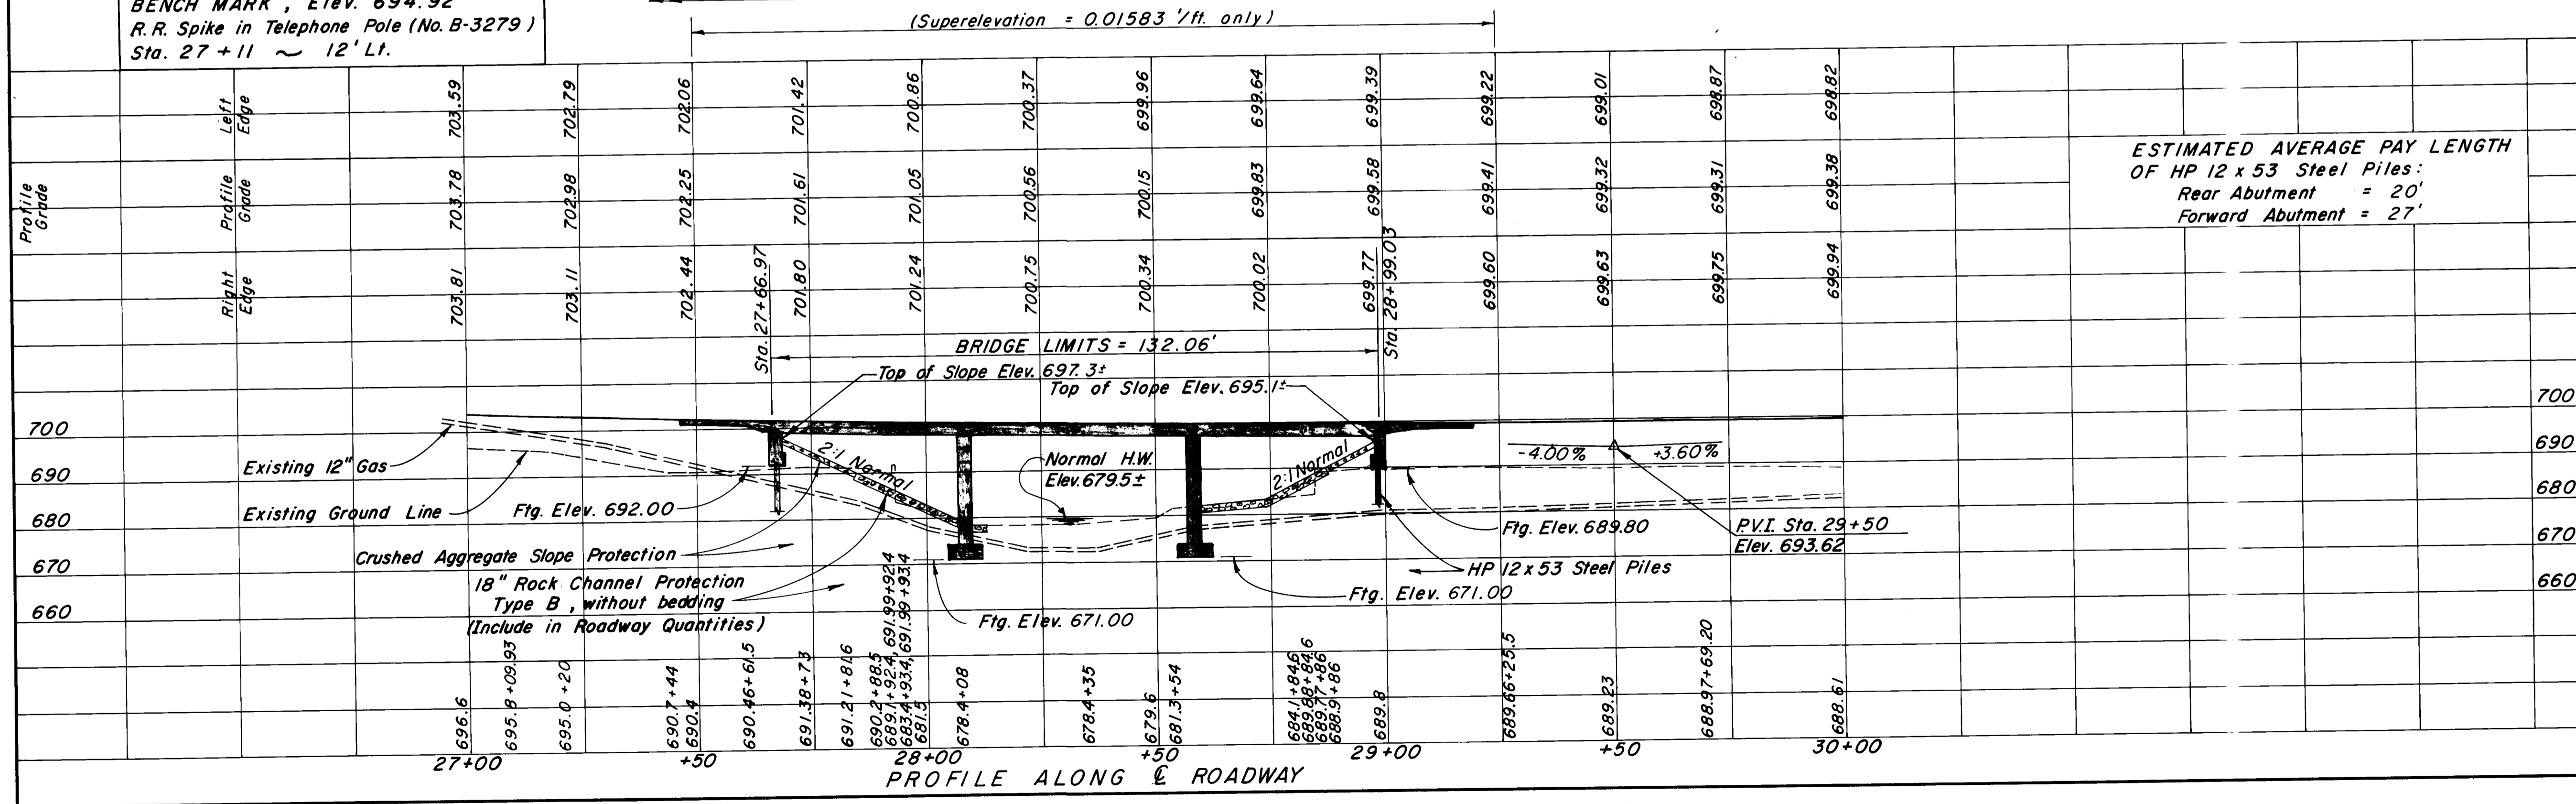 BENCH MARK , Elev. 694.92
R.R. Spike in Telephone Pole (No. B-3279)
Sta. 27+11 ~ 12' Lt.
(Superelevation = 0.01583 '/ft. only)
Left Edge
703.59 702.79 702.06 701.42 700.86 700.37 699.96 699.64 699.39 699.22 699.01 698.87 698.82
Profile Grade
Profile Grade
703.78 702.98 702.25 701.61 701.05 700.56 700.15 699.83 699.58 699.41 699.32 699.31 699.38
Right Edge
703.81 703.11 702.44 701.80 701.24 700.75 700.34 700.02 699.77 699.60 699.63 699.75 699.94
Sta. 27+66.97
Sta. 28+99.03
ESTIMATED AVERAGE PAY LENGTH
OF HP 12 x 53 Steel Piles:
Rear Abutment = 20'
Forward Abutment = 27'
BRIDGE LIMITS = 132.06'
Top of Slope Elev. 697.3±
Top of Slope Elev. 695.1±
700
690
680
670
660
700
690
680
670
660
Existing 12" Gas
Existing Ground Line
Ftg. Elev. 692.00
2:1 Normal
Normal H.W.
Elev. 679.5±
2:1 Normal
-4.00% +3.60%
Ftg. Elev. 689.80
P.V.I. Sta. 29+50
Elev. 693.62
Crushed Aggregate Slope Protection
18" Rock Channel Protection
Type B , without bedding
(Include in Roadway Quantities)
HP 12 x 53 Steel Piles
Ftg. Elev. 671.00
Ftg. Elev. 671.00
696.6
695.8+09.93
695.0+20
690.7+44
690.4
690.46+61.5
691.38+73
691.21+81.6
690.2+88.5
689.1+92.4, 691.99+92.4
683.4+93.4, 691.99+93.4
681.5
678.4+08
678.4+35
679.6
681.3+54
684.1+84.6
689.88+84.6
689.77+86
688.9+86
689.8
689.66+25.5
689.23
688.97+69.20
688.61
27+00 +50 28+00 +50 29+00 +50 30+00
PROFILE ALONG ℄ ROADWAY